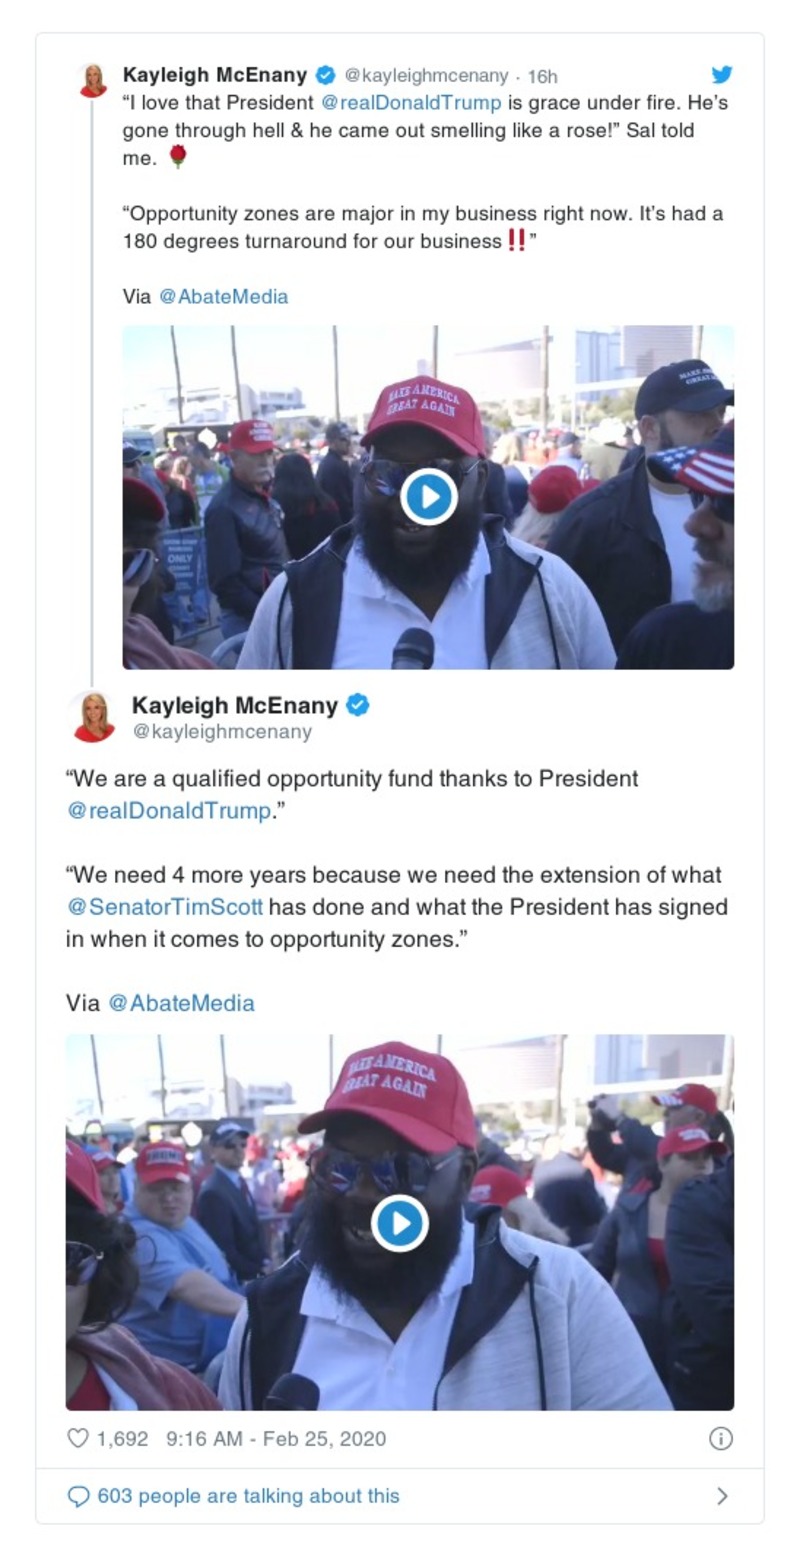 Kayleigh McEnany @kayleighmcenany · 16h
“I love that President @realDonaldTrump is grace under fire. He’s
gone through hell & he came out smelling like a rose!” Sal told
me. 🌹
“Opportunity zones are major in my business right now. It’s had a
180 degrees turnaround for our business‼️”
Via @AbateMedia
MAKE AMERICA
GREAT AGAIN
ONLY
Kayleigh McEnany
@kayleighmcenany
“We are a qualified opportunity fund thanks to President
@realDonaldTrump.”
“We need 4 more years because we need the extension of what
@SenatorTimScott has done and what the President has signed
in when it comes to opportunity zones.”
Via @AbateMedia
MAKE AMERICA
GREAT AGAIN
TRUMP
1,692 9:16 AM - Feb 25, 2020
603 people are talking about this